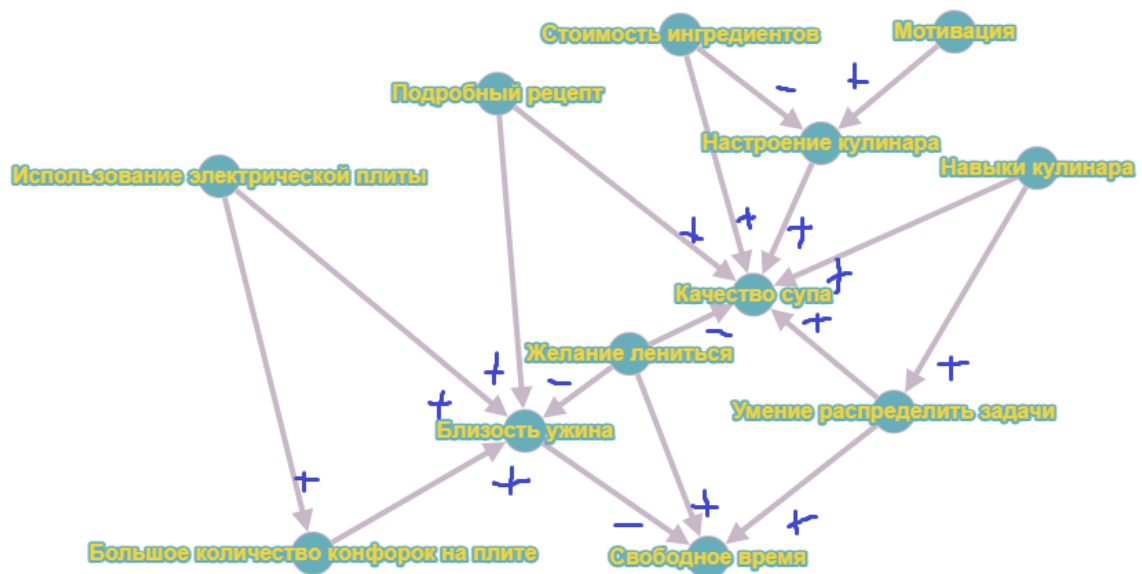 Стоимость ингредиентов
Мотивация
Подробный рецепт
Настроение кулинара
Использование электрической плиты
Навыки кулинара
Качество супа
Желание лениться
Умение распределить задачи
Близость ужина
Большое количество конфорок на плите
Свободное время